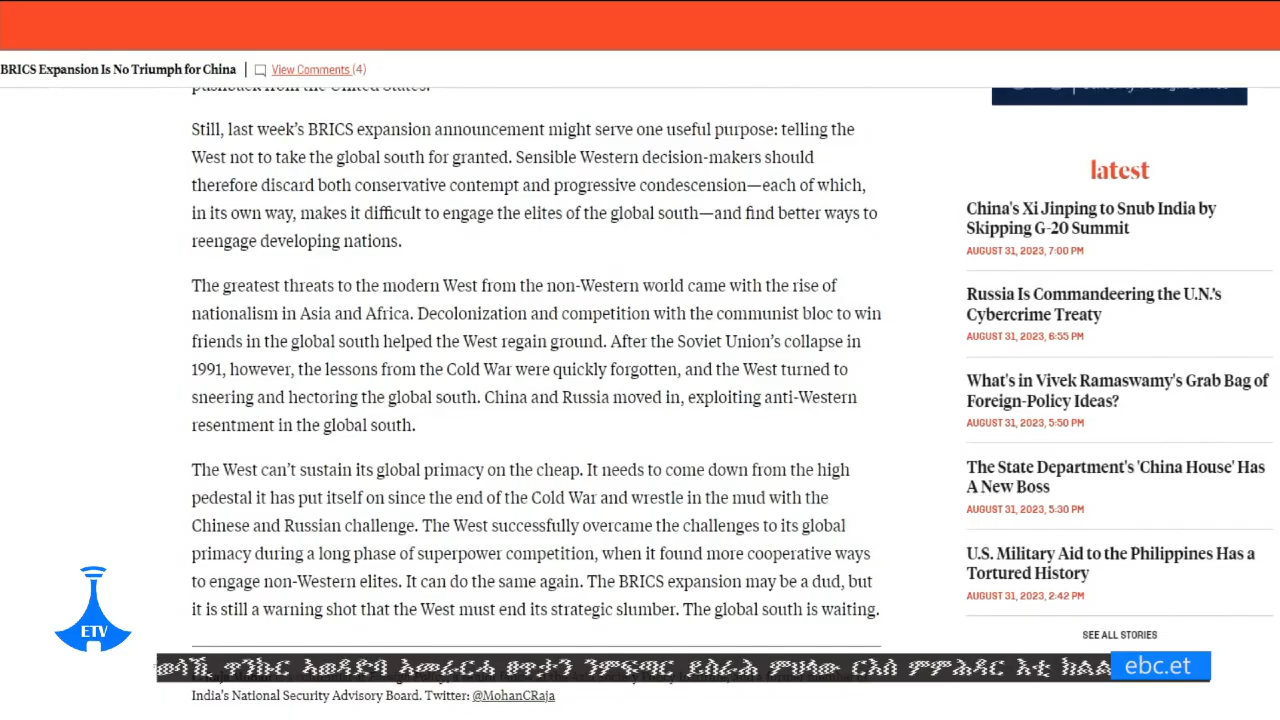 BRICS Expansion Is No Triumph for China
View Comments (4)
pushback from the United States.
Still, last week's BRICS expansion announcement might serve one useful purpose: telling the
West not to take the global south for granted. Sensible Western decision-makers should
therefore discard both conservative contempt and progressive condescension—each of which,
in its own way, makes it difficult to engage the elites of the global south—and find better ways to
reengage developing nations.
The greatest threats to the modern West from the non-Western world came with the rise of
nationalism in Asia and Africa. Decolonization and competition with the communist bloc to win
friends in the global south helped the West regain ground. After the Soviet Union's collapse in
1991, however, the lessons from the Cold War were quickly forgotten, and the West turned to
sneering and hectoring the global south. China and Russia moved in, exploiting anti-Western
resentment in the global south.
The West can't sustain its global primacy on the cheap. It needs to come down from the high
pedestal it has put itself on since the end of the Cold War and wrestle in the mud with the
Chinese and Russian challenge. The West successfully overcame the challenges to its global
primacy during a long phase of superpower competition, when it found more cooperative ways
to engage non-Western elites. It can do the same again. The BRICS expansion may be a dud, but
it is still a warning shot that the West must end its strategic slumber. The global south is waiting.
India's National Security Advisory Board. Twitter: @MohanCRaja
latest
China's Xi Jinping to Snub India by
Skipping G-20 Summit
AUGUST 31, 2023, 7:00 PM
Russia Is Commandeering the U.N.'s
Cybercrime Treaty
AUGUST 31, 2023, 6:55 PM
What's in Vivek Ramaswamy's Grab Bag of
Foreign-Policy Ideas?
AUGUST 31, 2023, 5:50 PM
The State Department's 'China House' Has
A New Boss
AUGUST 31, 2023, 5:30 PM
U.S. Military Aid to the Philippines Has a
Tortured History
AUGUST 31, 2023, 2:42 PM
SEE ALL STORIES
ETV
ebc.et